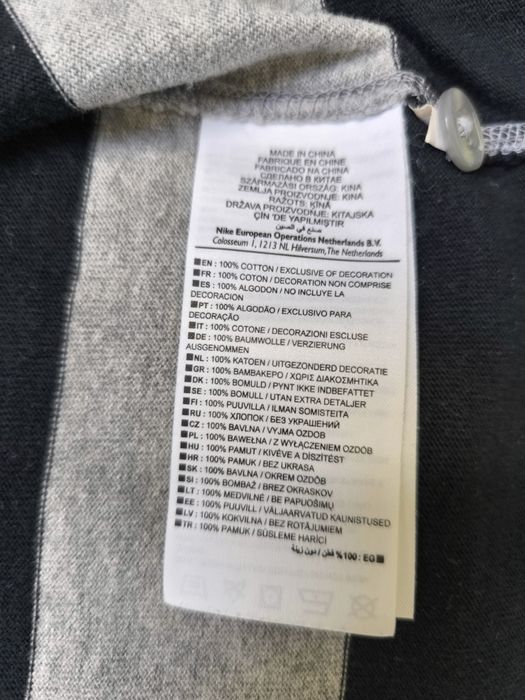 MADE IN CHINA
FABRIQUE EN CHINE
FABRICADO NA CHINA
СДЕЛАНО В КИТАЕ
SZÁRMAZÁSI ORSZÁG: KÍNA
ZEMLJA PROIZVODNJE: KINA
RAŽOTS: ĶĪNĀ
DRŽAVA PROIZVODNJE: KITAJSKA
ÇİN 'DE YAPILMIŞTIR
صنع في الصين
Nike European Operations Netherlands B.V.
Colosseum 1, 1213 NL Hilversum, The Netherlands
EN : 100% COTTON / EXCLUSIVE OF DECORATION
FR : 100% COTON / DECORATION NON COMPRISE
ES : 100% ALGODON / NO INCLUYE LA
DECORACION
PT : 100% ALGODÃO / EXCLUSIVO PARA
DECORAÇÃO
IT : 100% COTONE / DECORAZIONI ESCLUSE
DE : 100% BAUMWOLLE / VERZIERUNG
AUSGENOMMEN
NL : 100% KATOEN / UITGEZONDERD DECORATIE
GR : 100% ΒΑΜΒΑΚΕΡΟ / ΧΩΡΙΣ ΔΙΑΚΟΣΜΗΤΙΚΑ
DK : 100% BOMULD / PYNT IKKE INDBEFATTET
SE : 100% BOMULL / UTAN EXTRA DETALJER
FI : 100% PUUVILLA / ILMAN SOMISTEITA
RU : 100% ХЛОПОК / БЕЗ УКРАШЕНИЙ
CZ : 100% BAVLNA / VYJMA OZDOB
PL : 100% BAWEŁNA / Z WYŁĄCZENIEM OZDÓB
HU : 100% PAMUT / KIVÉVE A DÍSZÍTÉST
HR : 100% PAMUK / BEZ UKRASA
SK : 100% BAVLNA / OKREM OZDÔB
SI : 100% BOMBAŽ / BREZ OKRASKOV
LT : 100% MEDVILNĖ / BE PAPUOŠIMŲ
EE : 100% PUUVILL / VÄLJAARVATUD KAUNISTUSED
LV : 100% KOKVILNA / BEZ ROTĀJUMIEM
TR : 100% PAMUK / SÜSLEME HARİCİ
EG : 100% قطن / دون زينة